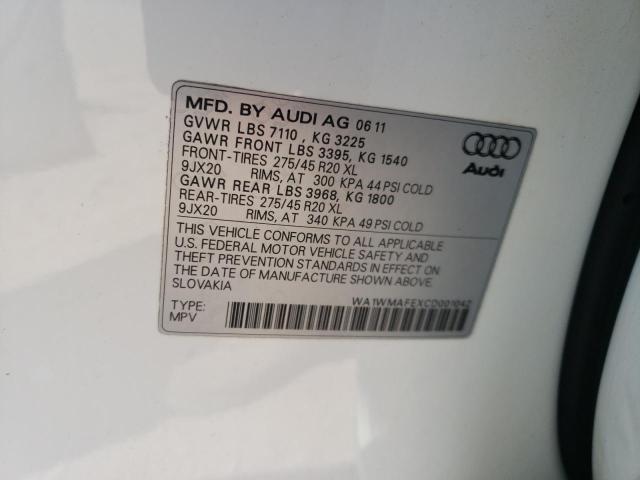 MFD. BY AUDI AG 06 11
GVWR LBS 7110 , KG 3225
GAWR FRONT LBS 3395, KG 1540
FRONT-TIRES 275/45 R20 XL
9JX20 RIMS, AT 300 KPA 44 PSI COLD
GAWR REAR LBS 3968, KG 1800
REAR-TIRES 275/45 R20 XL
9JX20 RIMS, AT 340 KPA 49 PSI COLD
Audi
THIS VEHICLE CONFORMS TO ALL APPLICABLE
U.S. FEDERAL MOTOR VEHICLE SAFETY AND
THEFT PREVENTION STANDARDS IN EFFECT ON
THE DATE OF MANUFACTURE SHOWN ABOVE.
SLOVAKIA
WA1WMAFEXCD001042
TYPE:
MPV